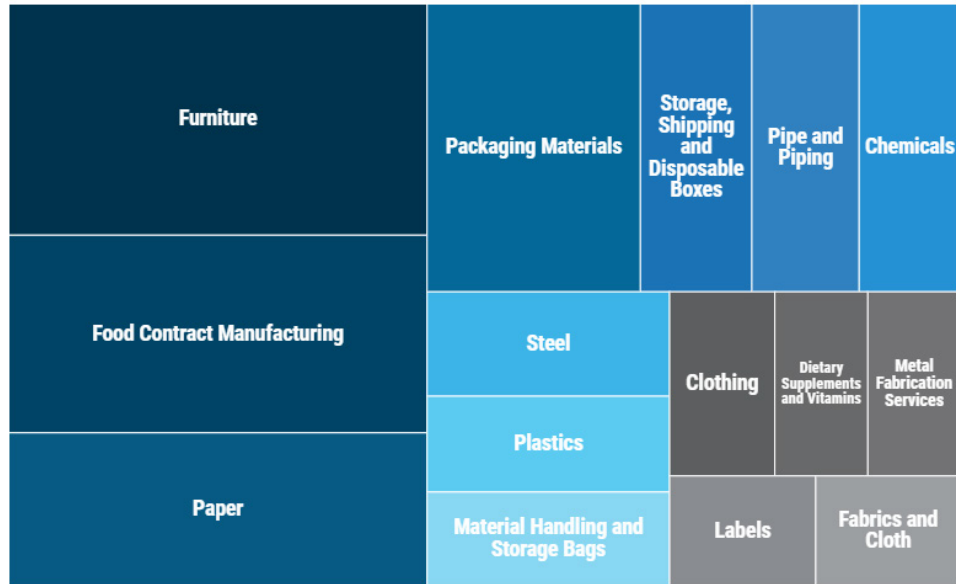 Furniture
Food Contract Manufacturing
Paper
Packaging Materials
Storage,
Shipping
and
Disposable
Boxes
Pipe and
Piping
Chemicals
Steel
Plastics
Material Handling and
Storage Bags
Clothing
Dietary
Supplements
and Vitamins
Metal
Fabrication
Services
Labels
Fabrics and
Cloth